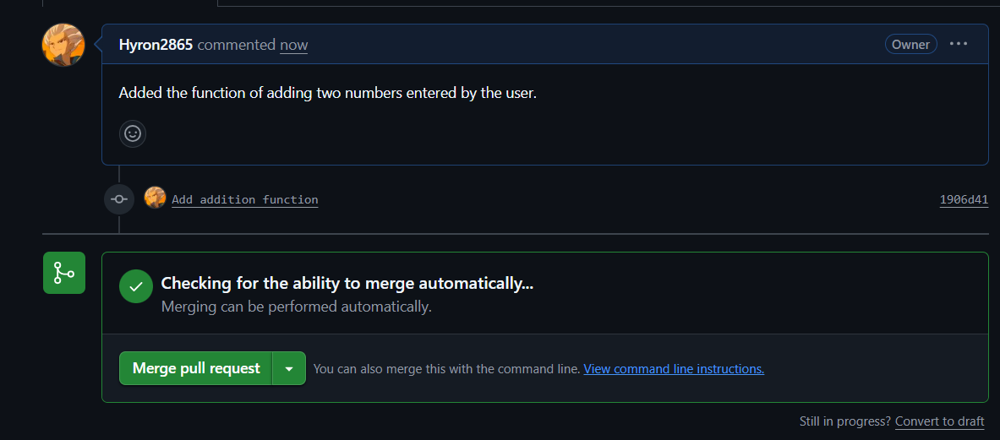 Hyron2865 commented now
Owner
Added the function of adding two numbers entered by the user.
Add addition function
1906d41
Checking for the ability to merge automatically...
Merging can be performed automatically.
Merge pull request
You can also merge this with the command line. View command line instructions.
Still in progress? Convert to draft